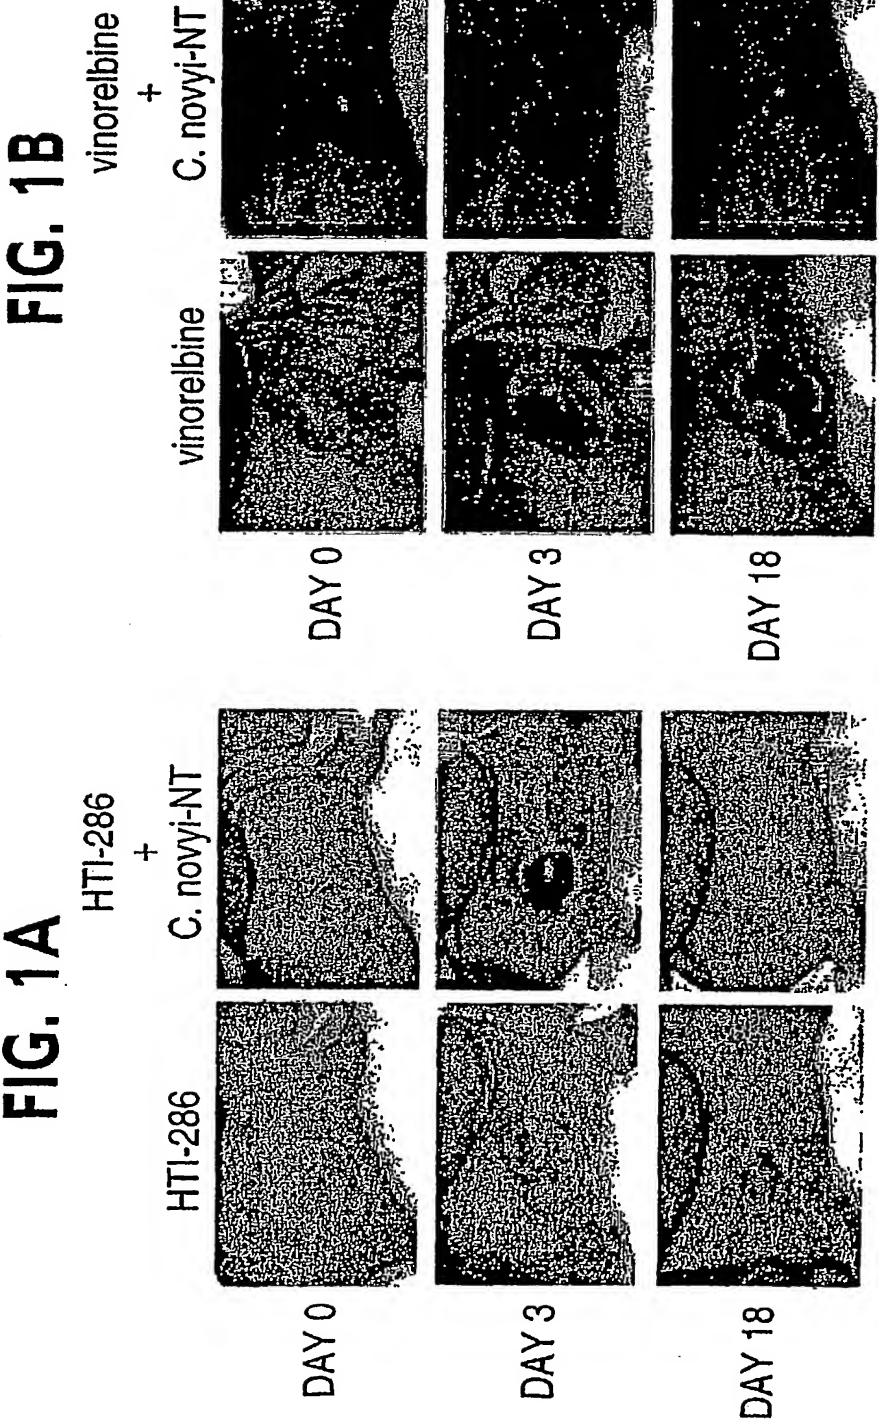 FIG. 1A
HTI-286
HTI-286
+
C. novyi-NT
DAY 0
DAY 3
DAY 18
FIG. 1B
vinorelbine
vinorelbine
+
C. novyi-NT
DAY 0
DAY 3
DAY 18